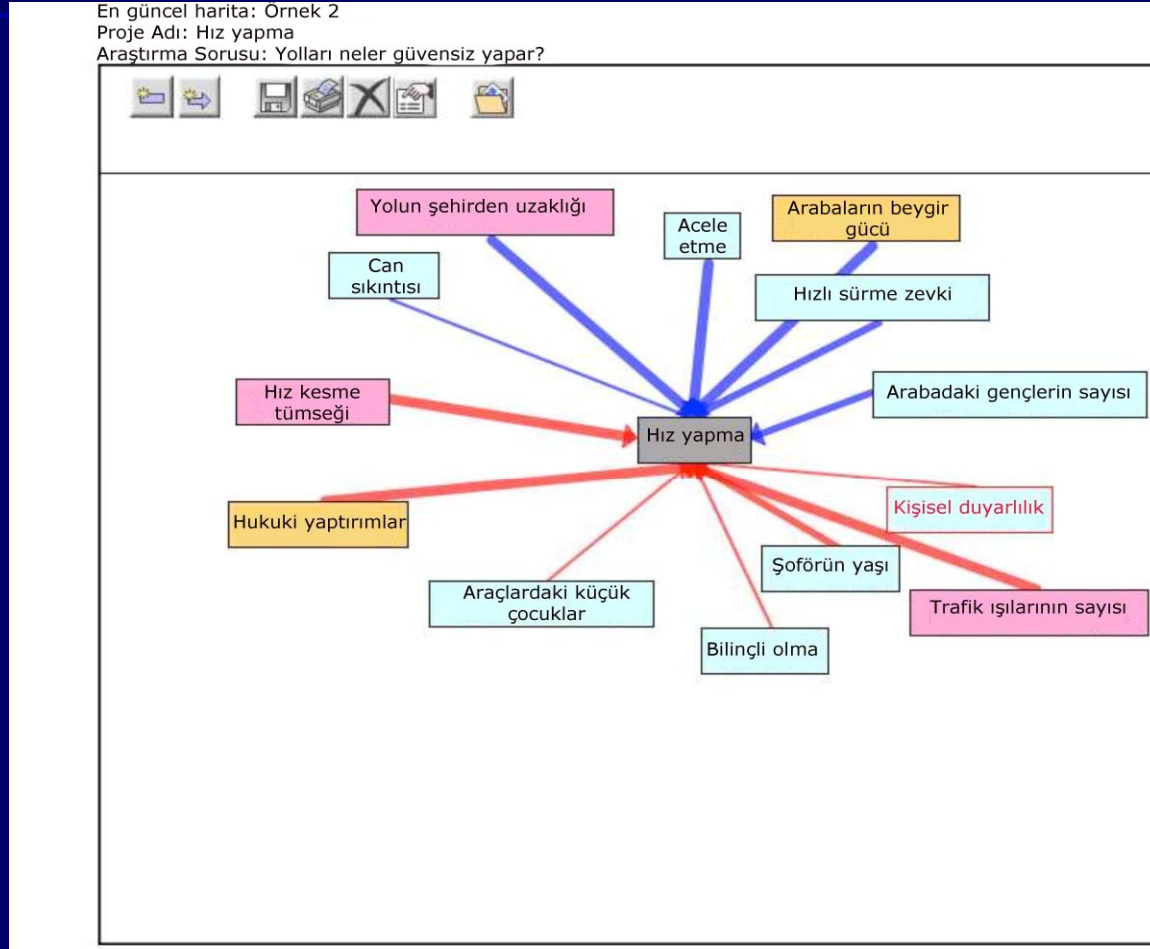 En güncel harita: Örnek 2
Proje Adı: Hız yapma
Araştırma Sorusu: Yolları neler güvensiz yapar?
Yolun şehirden uzaklığı
Acele
etme
Arabaların beygir
gücü
Can
sıkıntısı
Hızlı sürme zevki
Hız kesme
tümseği
Arabadaki gençlerin sayısı
Hız yapma
Hukuki yaptırımlar
Kişisel duyarlılık
Şoförün yaşı
Araçlardaki küçük
çocuklar
Trafik ışılarının sayısı
Bilinçli olma